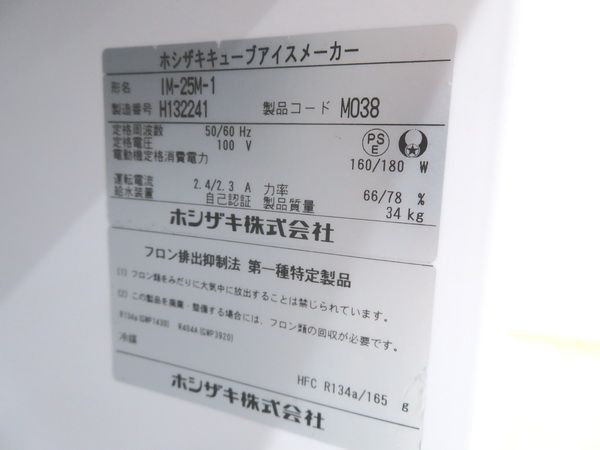 ホシザキキューブアイスメーカー
形名 IM-25M-1
製造番号 H132241 製品コード M038
定格周波数 50/60 Hz
定格電圧 100 V
PS E
電動機定格消費電力 160/180 W
運転電流 2.4/2.3 A 力率 66/78 %
給水装置 自己認証 製品質量 34 kg
ホシザキ株式会社
フロン排出抑制法 第一種特定製品
(1) フロン類をみだりに大気中に放出することは禁じられています。
(2) この製品を廃棄・整備する場合には、フロン類の回収が必要です。
R134a(GWP1430) R404A(GWP3920)
冷媒 HFC R134a/165 g
ホシザキ株式会社